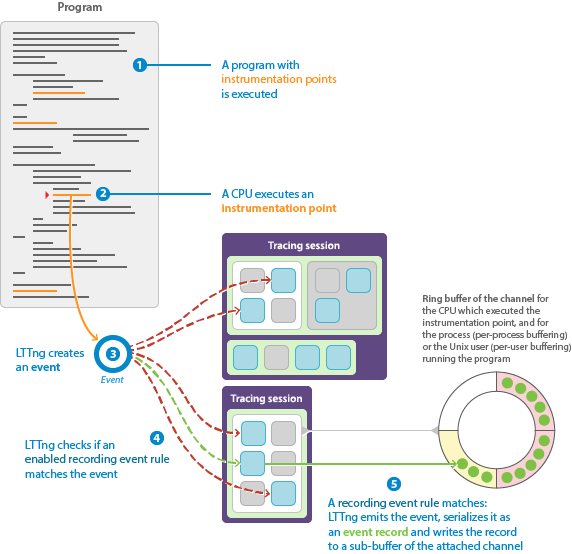 Program
1
A program with
instrumentation points
is executed
2
A CPU executes an
instrumentation point
Tracing session
Ring buffer of the channel for
the CPU which executed the
instrumentation point, and for
the process (per-process buffering)
or the Unix user (per-user buffering)
running the program
LTTng creates
an event
3
Event
Tracing session
4
LTTng checks if an
enabled recording event rule
matches the event
5
A recording event rule matches:
LTTng emits the event, serializes it as
an event record and writes the record
to a sub-buffer of the attached channel